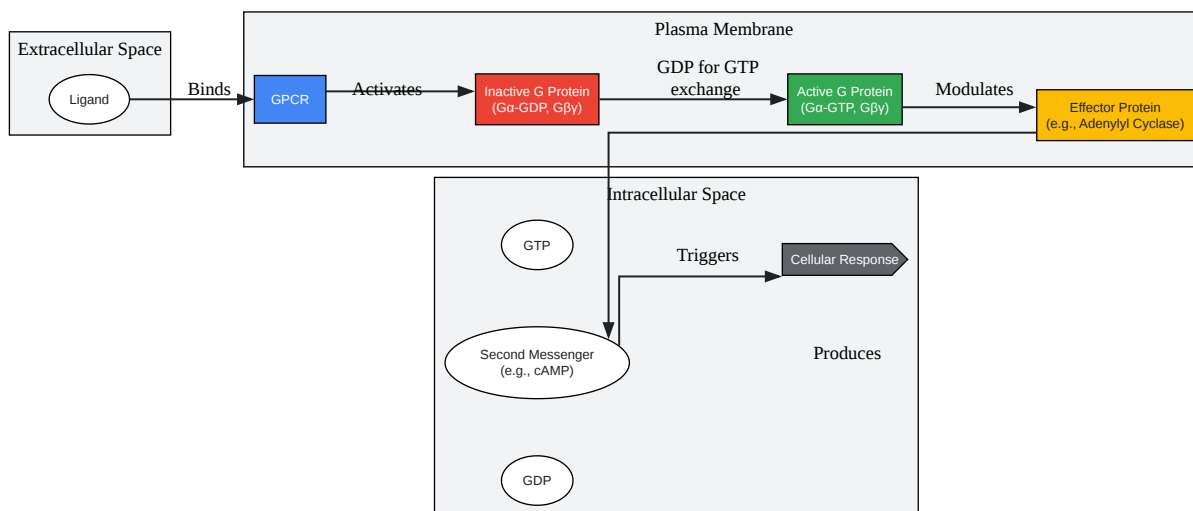 Plasma Membrane
Extracellular Space
Ligand
Binds
GPCR
Activates
Inactive G Protein
(Gα-GDP, Gβγ)
GDP for GTP
exchange
Active G Protein
(Gα-GTP, Gβγ)
Modulates
Effector Protein
(e.g., Adenylyl Cyclase)
Intracellular Space
GTP
Triggers
Cellular Response
Second Messenger
(e.g., cAMP)
Produces
GDP